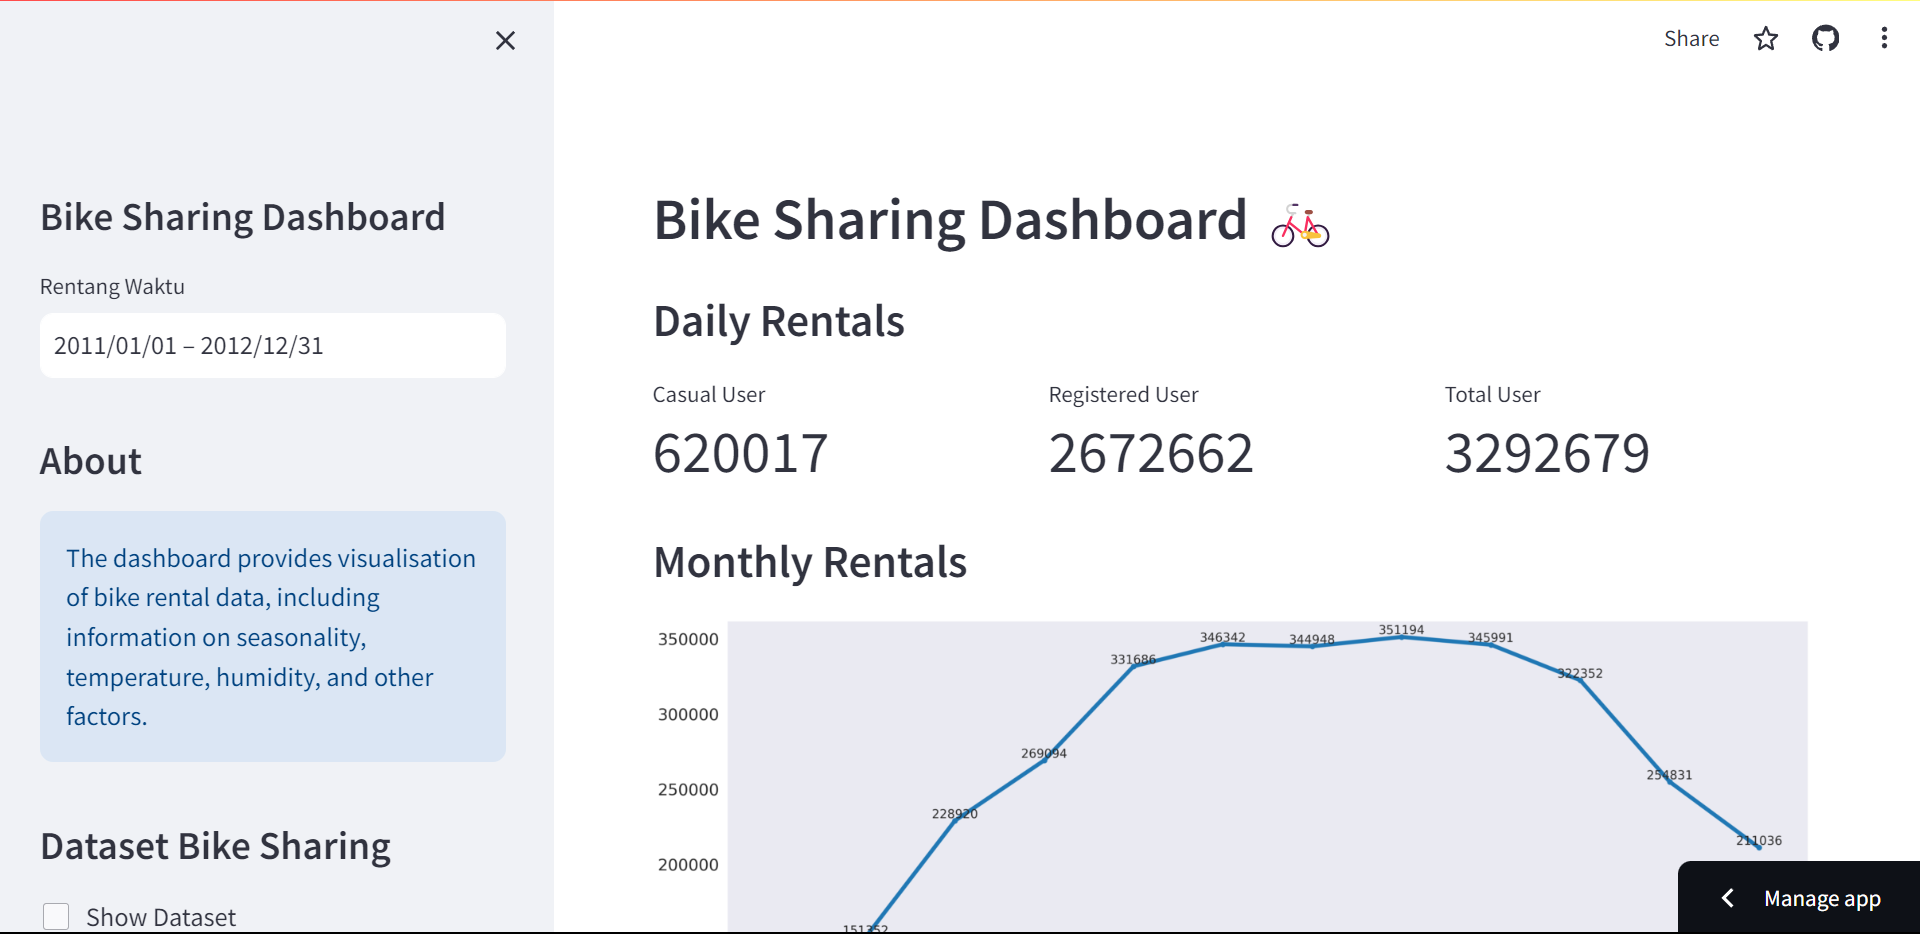 Share
Bike Sharing Dashboard
Rentang Waktu
2011/01/01 – 2012/12/31
About
The dashboard provides visualisation
of bike rental data, including
information on seasonality,
temperature, humidity, and other
factors.
Dataset Bike Sharing
Show Dataset
Bike Sharing Dashboard
Daily Rentals
Casual User
620017
Registered User
2672662
Total User
3292679
Monthly Rentals
350000
300000
250000
200000
151352
228920
269094
331686
346342
344948
351194
345991
322352
254831
211036
Manage app